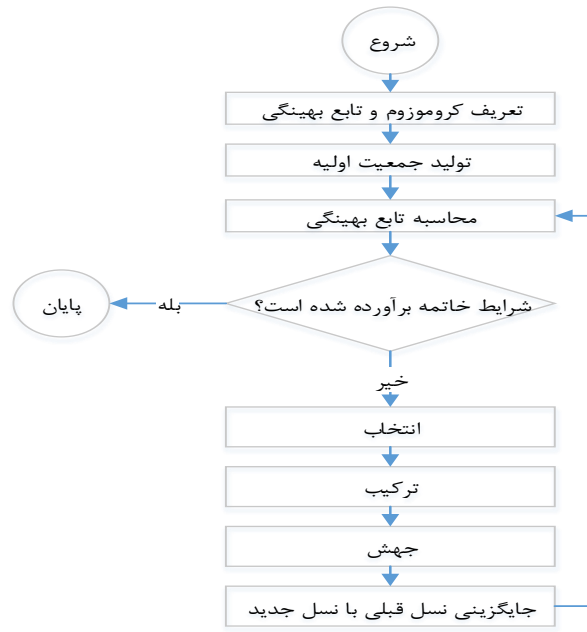 شروع
تعریف کروموزوم و تابع بهینگی
تولید جمعیت اولیه
محاسبه تابع بهینگی
شرایط خاتمه برآورده شده است؟
بله
پایان
خیر
انتخاب
ترکیب
جهش
جایگزینی نسل قبلی با نسل جدید